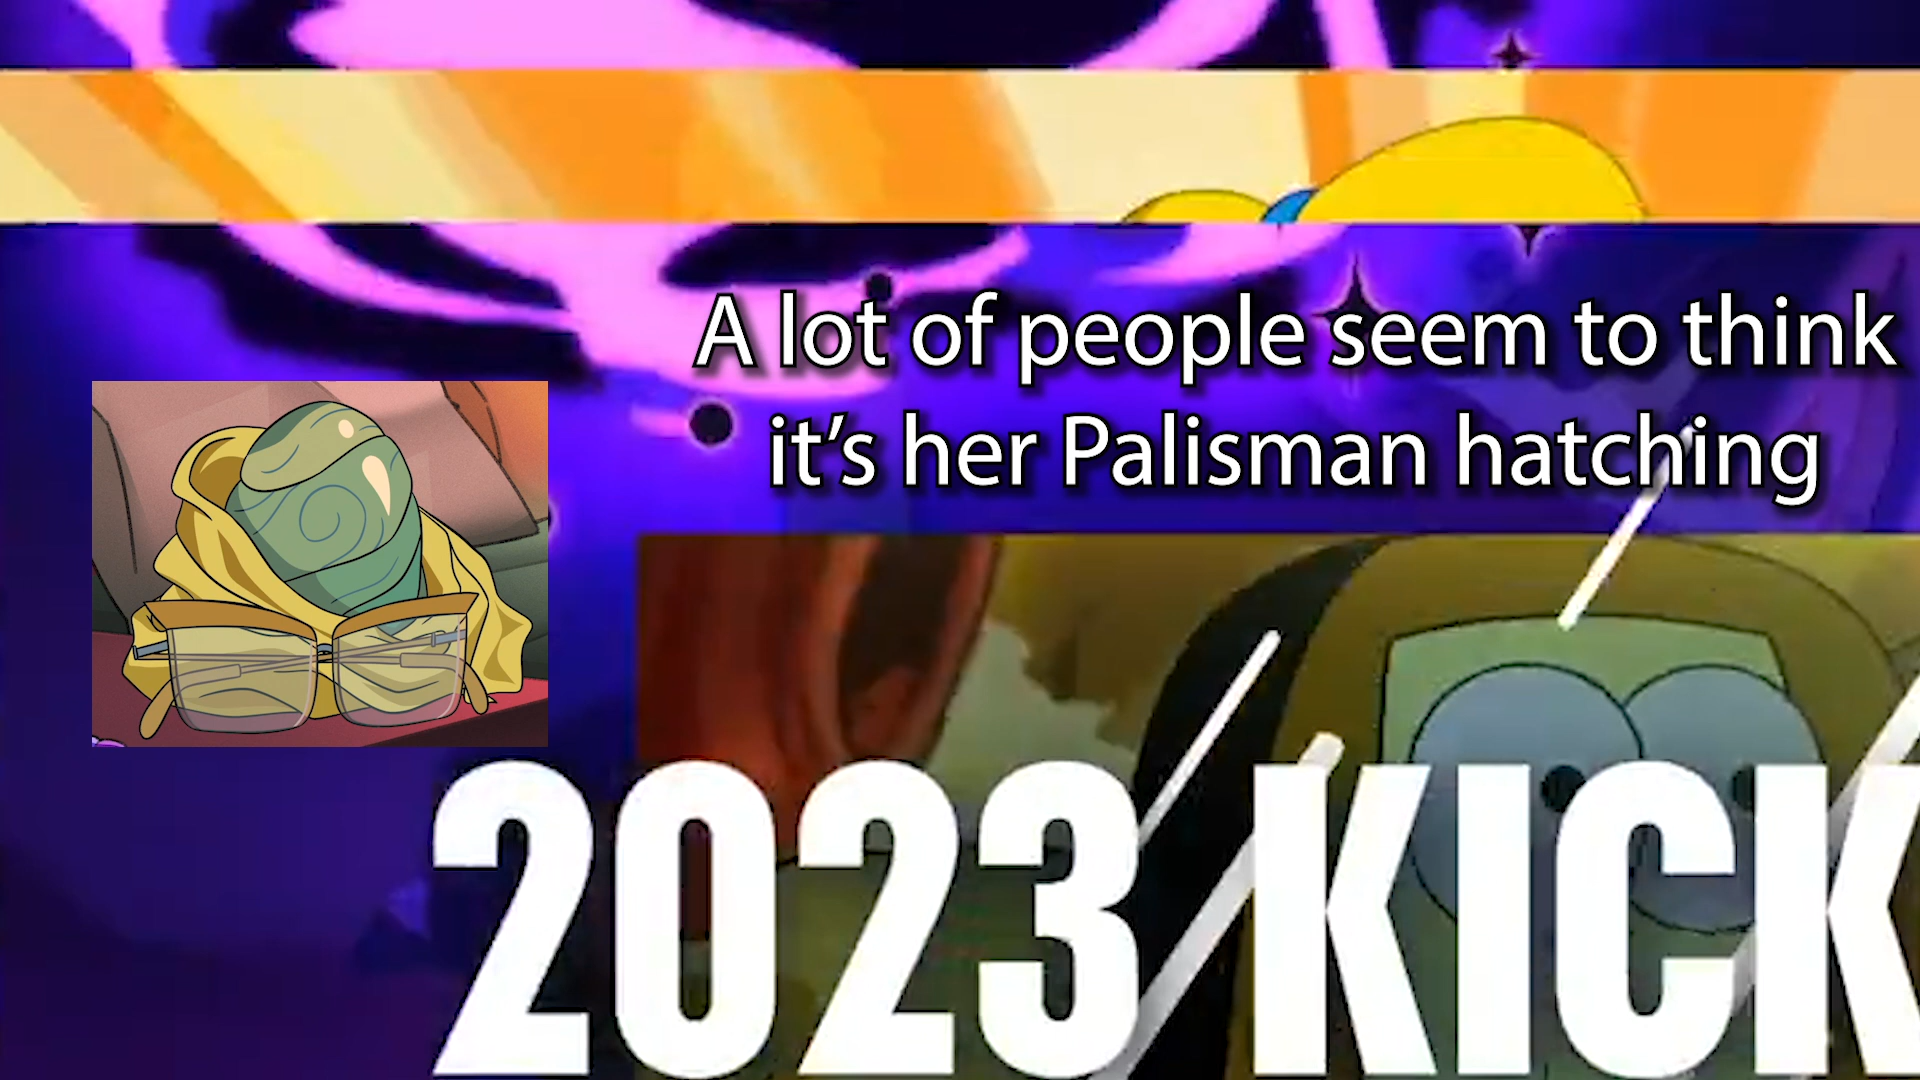 A lot of people seem to think
it's her Palisman hatching
2023 KICK